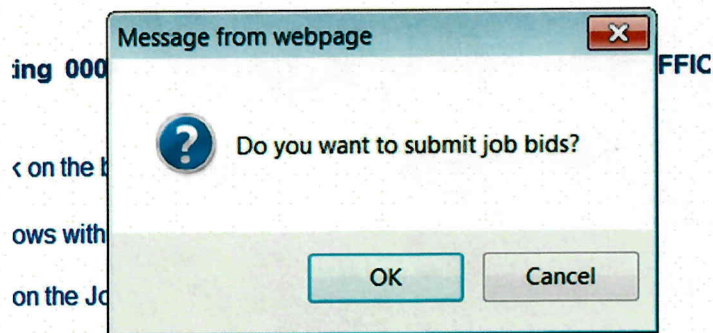 Message from webpage
ing 000
FFIC
Do you want to submit job bids?
on the
ows with
OK Cancel
on the